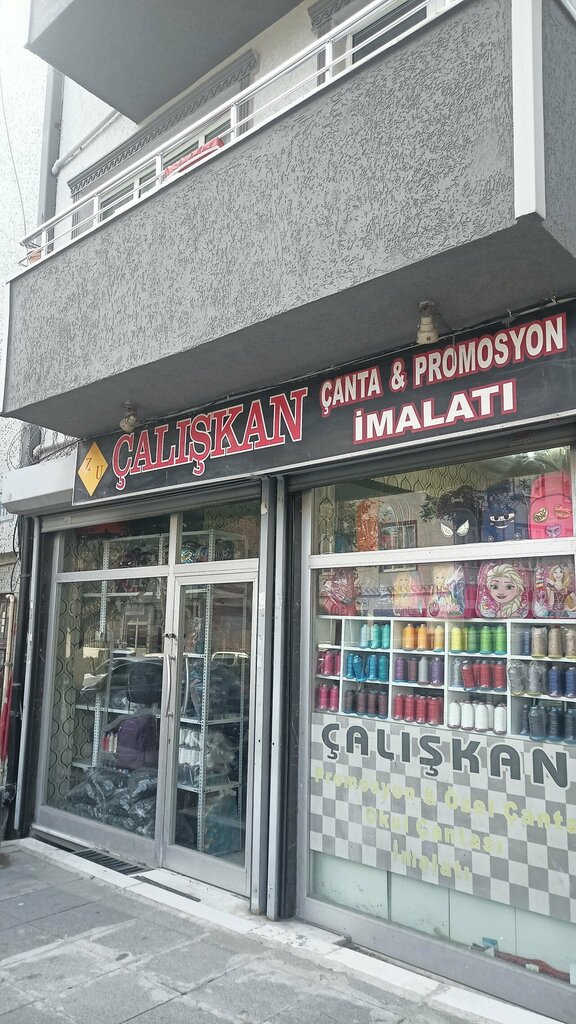 Z U
ÇALIŞKAN
ÇANTA & PROMOSYON
İMALATI
ÇALIŞKAN
Promosyon & Özel Çanta
Okul Çantası
İmalatı